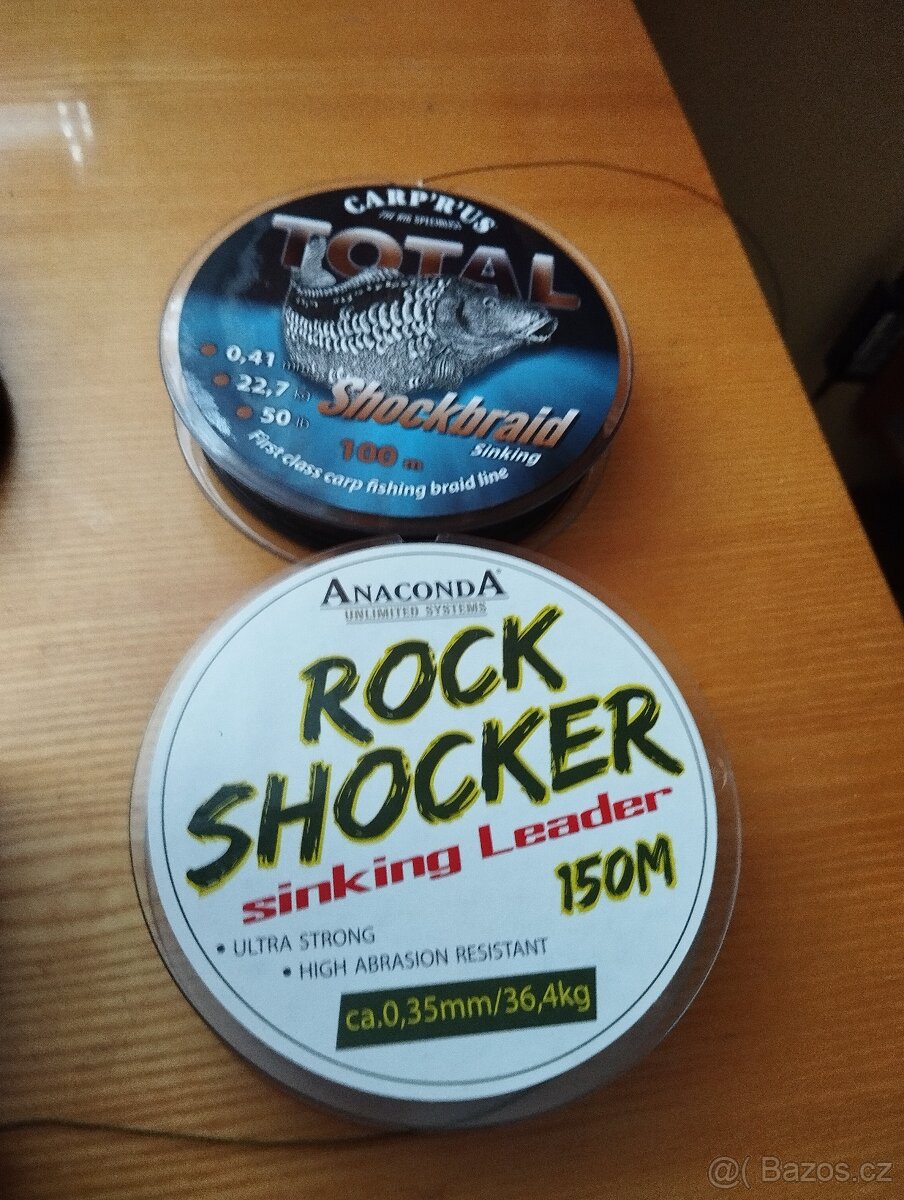 CARP'R'US
TOTAL
0,41 mm
22,7 kg
50 lb
Shockbraid
Sinking
100 m
First class carp fishing braid line
ANACONDA
UNLIMITED SYSTEMS
ROCK
SHOCKER
sinking Leader
150M
• ULTRA STRONG
• HIGH ABRASION RESISTANT
ca.0,35mm/36,4kg
@( Bazos.cz